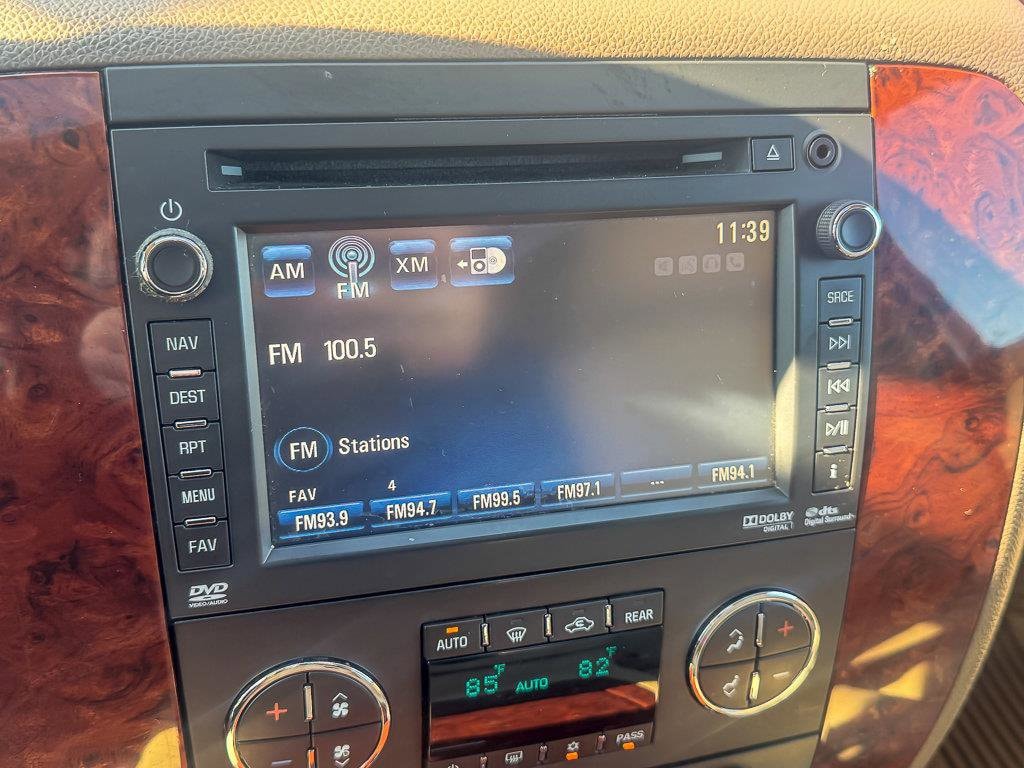 11:39
AM FM XM
SRCE
FM 100.5
NAV
DEST
FM Stations
RPT
FAV 4
MENU
FM93.9 FM94.7 FM99.5 FM97.1 --- FM94.1
i
FAV
DOLBY
DIGITAL
dts
Digital Surround
DVD
VIDEO/AUDIO
AUTO REAR
85°F AUTO 82°F
+ +
- -
PASS